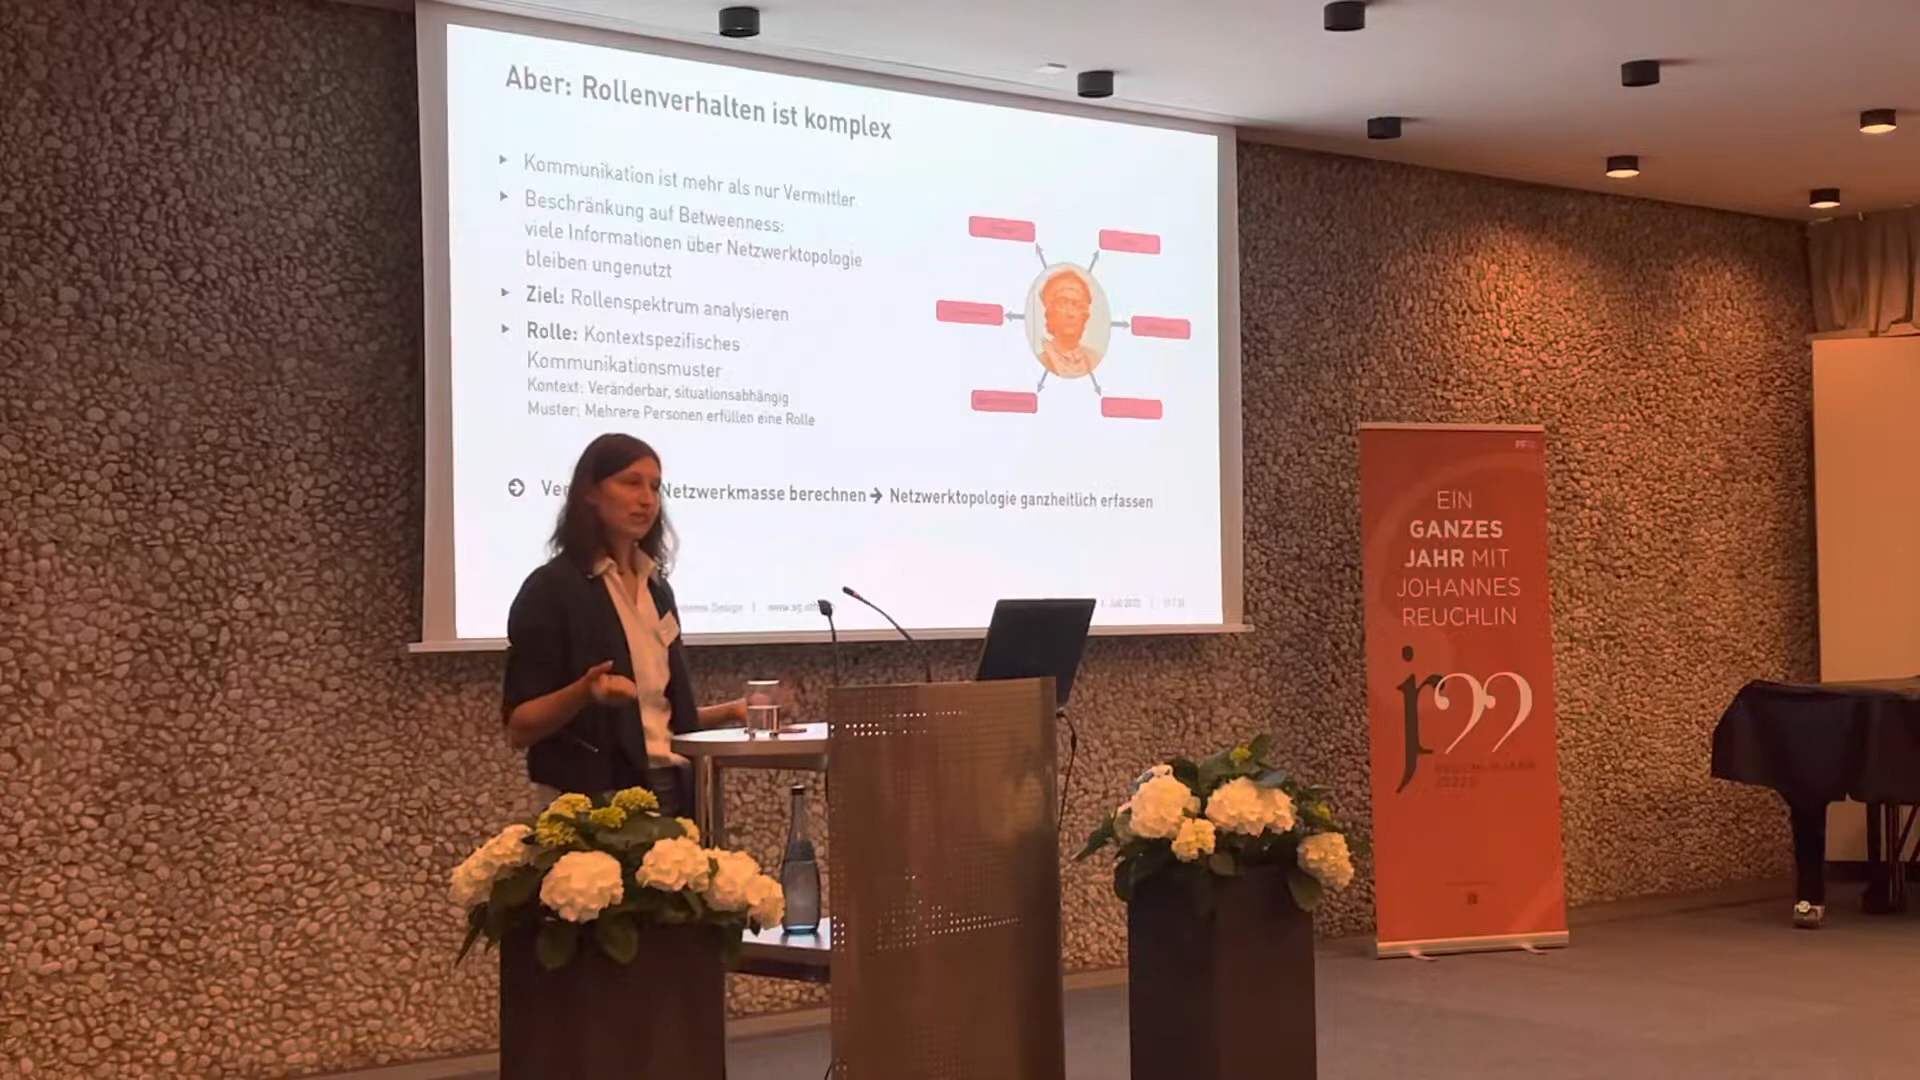 Aber: Rollenverhalten ist komplex
Kommunikation ist mehr als nur Vermittler
Beschränkung auf Betweenness:
viele Informationen über Netzwerktopologie
bleiben ungenutzt
Ziel: Rollenspektrum analysieren
Rolle: Kontextspezifisches
Kommunikationsmuster
Kontext: Veränderbar, situationsabhängig
Muster: Mehrere Personen erfüllen eine Rolle
Netzwerkmasse berechnen → Netzwerktopologie ganzheitlich erfassen
Design |
EIN
GANZES
JAHR MIT
JOHANNES
REUCHLIN